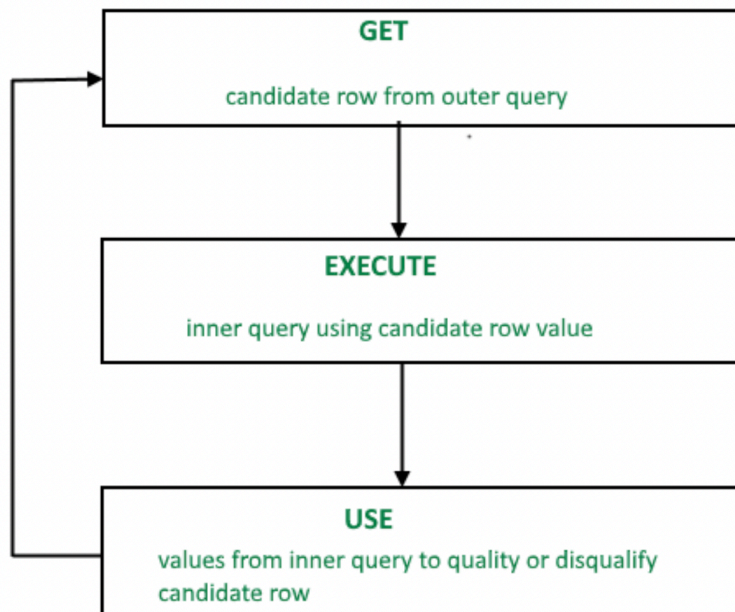 GET
candidate row from outer query
EXECUTE
inner query using candidate row value
USE
values from inner query to quality or disqualify
candidate row